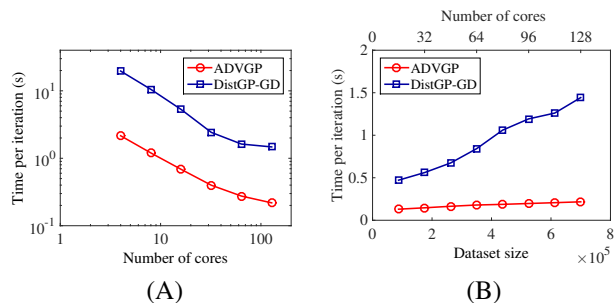 Time per iteration (s)
10^1
10^0
10^-1
1
10
100
Number of cores
ADVGP
DistGP-GD
(A)
Number of cores
0
32
64
96
128
Time per iteration (s)
2
1.5
1
0.5
0
ADVGP
DistGP-GD
0
2
4
6
8
×10^5
Dataset size
(B)